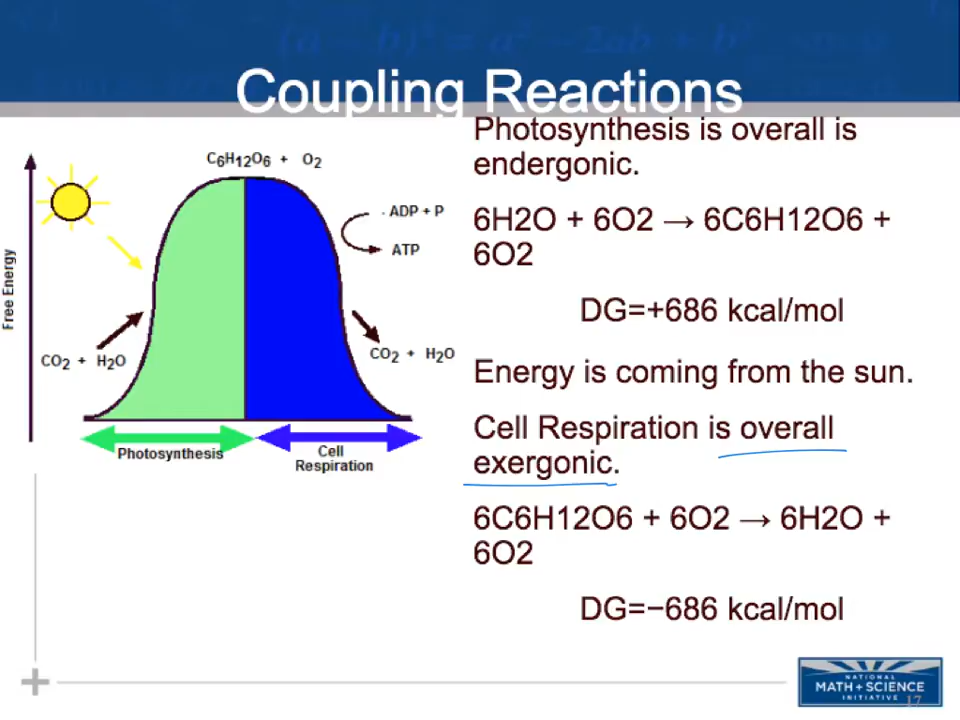 Coupling Reactions
Photosynthesis is overall is
endergonic.
6H2O + 6O2 → 6C6H12O6 +
6O2
DG=+686 kcal/mol
Energy is coming from the sun.
Cell Respiration is overall
exergonic.
6C6H12O6 + 6O2 → 6H2O +
6O2
DG=−686 kcal/mol
Free Energy
C6H12O6 + O2
ADP + P
ATP
CO2 + H2O
CO2 + H2O
Photosynthesis
Cell
Respiration
NATIONAL
MATH + SCIENCE
INITIATIVE
17